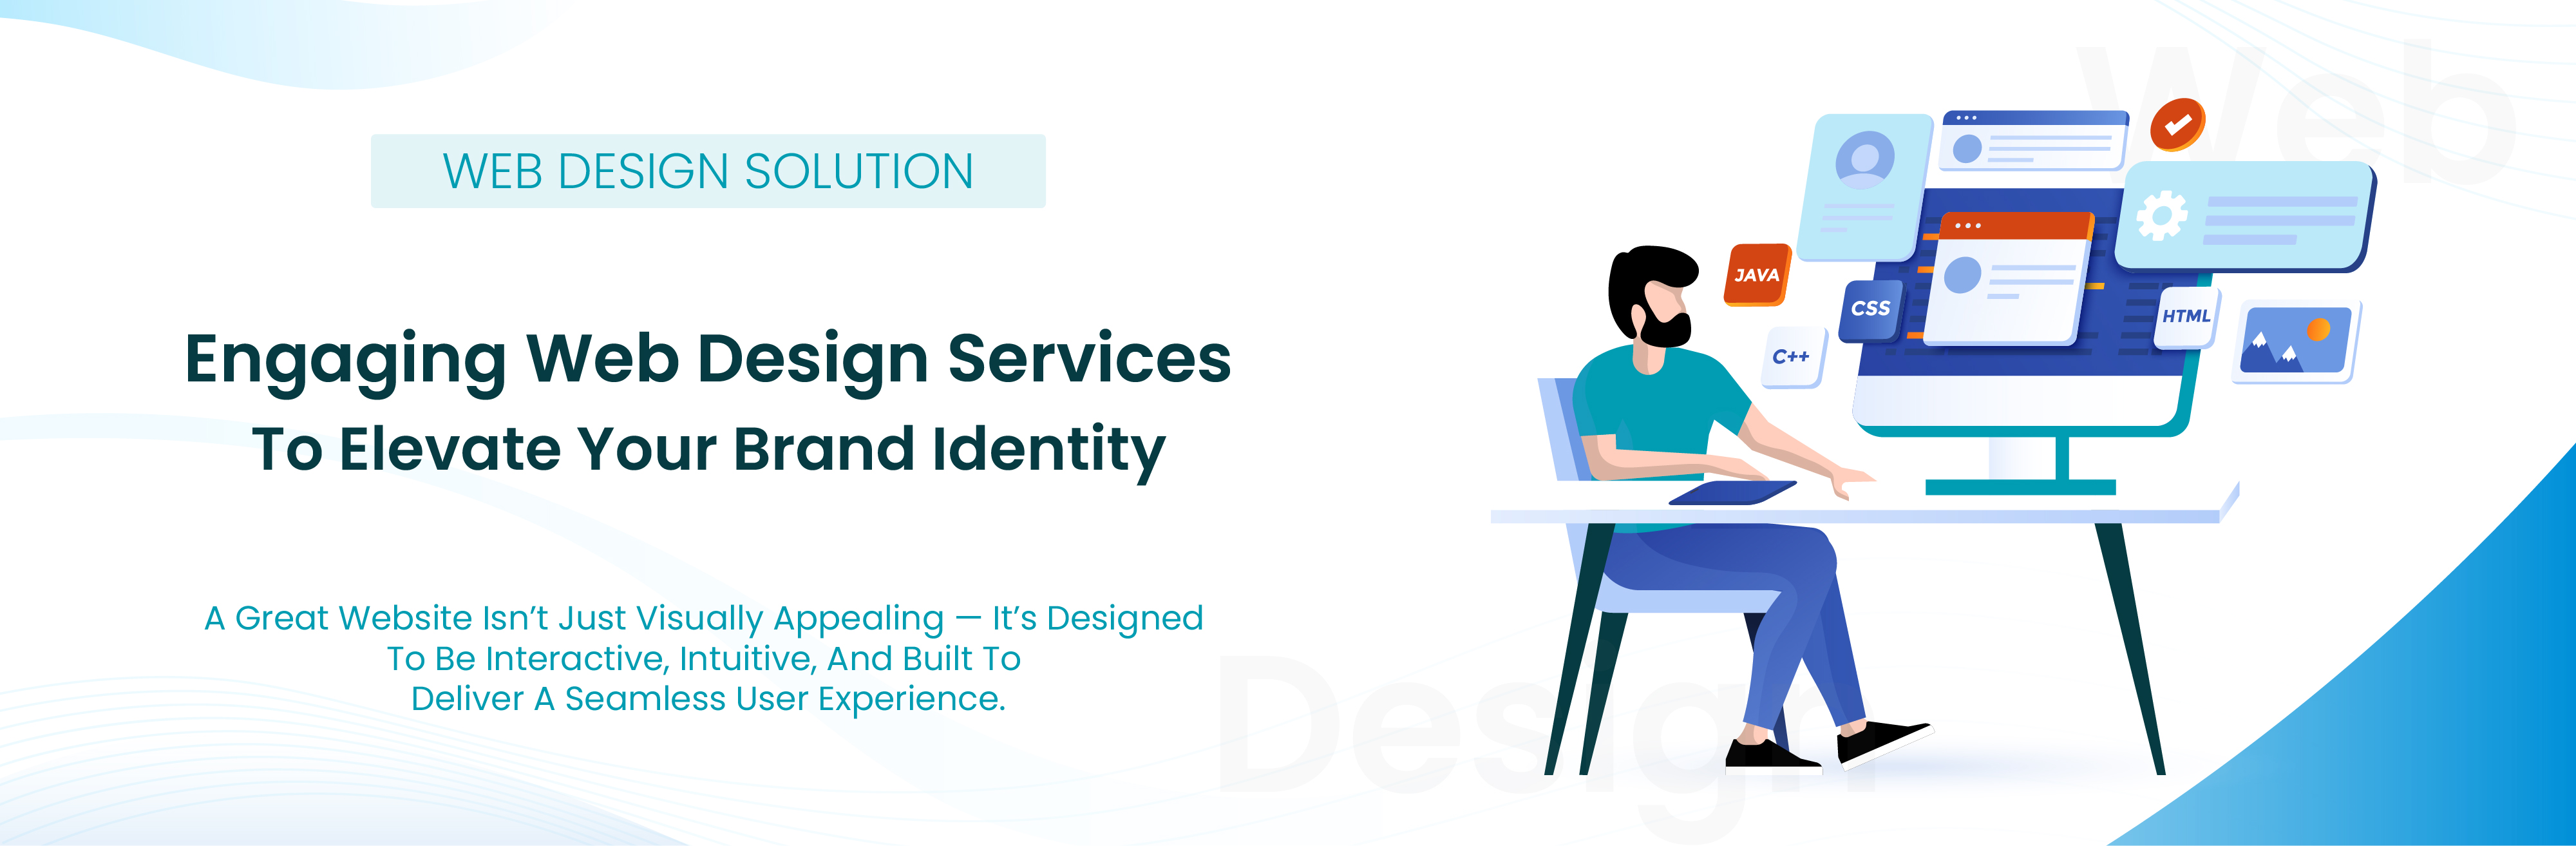 WEB DESIGN SOLUTION
Engaging Web Design Services
To Elevate Your Brand Identity
A Great Website Isn’t Just Visually Appealing — It’s Designed
To Be Interactive, Intuitive, And Built To
Deliver A Seamless User Experience.
Web
JAVA
CSS
C++
HTML
Design